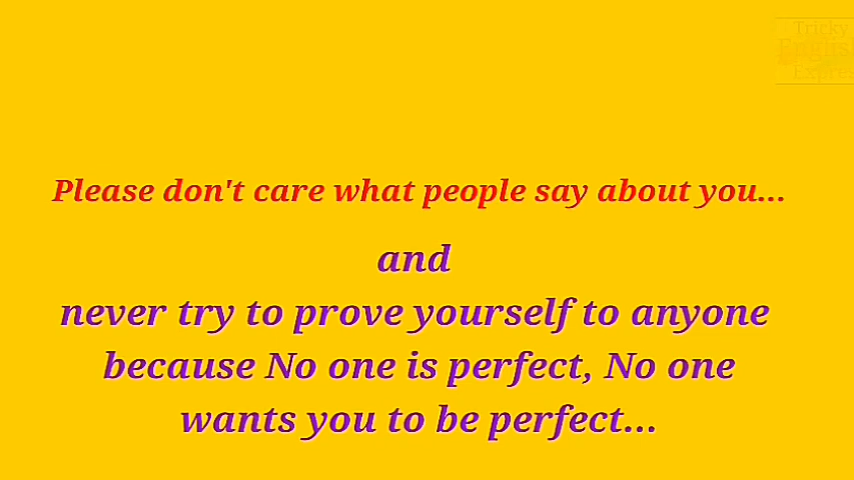 Tricky
Please don't care what people say about you...
and
never try to prove yourself to anyone
because No one is perfect, No one
wants you to be perfect...